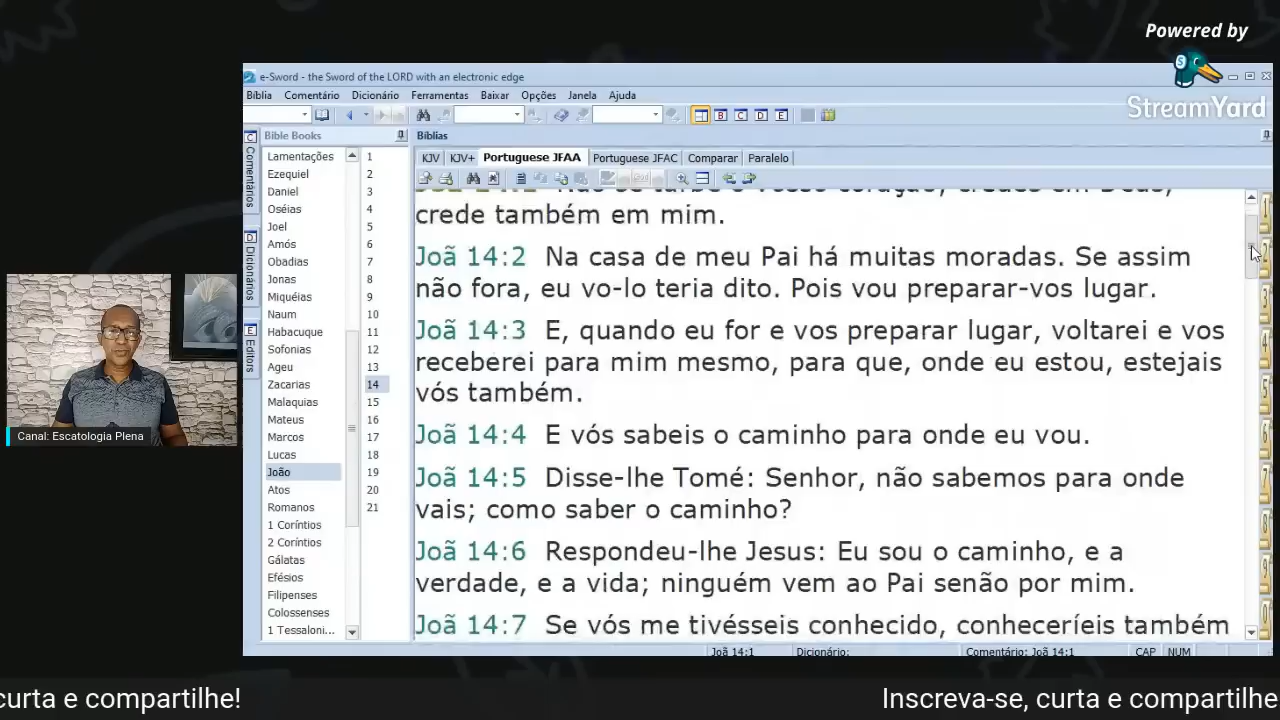 Powered by
StreamYard
e-Sword - the Sword of the LORD with an electronic edge
Bíblia Comentário Dicionário Ferramentas Baixar Opções Janela Ajuda
Bible Books
Bíblias
KJV KJV+ Portuguese JFAA Portuguese JFAC Comparar Paralelo
Comentários
Dicionários
Editors
Lamentações
Ezequiel
Daniel
Oséias
Joel
Amós
Obadias
Jonas
Miquéias
Naum
Habacuque
Sofonias
Ageu
Zacarias
Malaquias
Mateus
Marcos
Lucas
João
Atos
Romanos
1 Coríntios
2 Coríntios
Gálatas
Efésios
Filipenses
Colossenses
1 Tessaloni...
1
2
3
4
5
6
7
8
9
10
11
12
13
14
15
16
17
18
19
20
21
crede também em mim.
Joã 14:2 Na casa de meu Pai há muitas moradas. Se assim
não fora, eu vo-lo teria dito. Pois vou preparar-vos lugar.
Joã 14:3 E, quando eu for e vos preparar lugar, voltarei e vos
receberei para mim mesmo, para que, onde eu estou, estejais
vós também.
Joã 14:4 E vós sabeis o caminho para onde eu vou.
Joã 14:5 Disse-lhe Tomé: Senhor, não sabemos para onde
vais; como saber o caminho?
Joã 14:6 Respondeu-lhe Jesus: Eu sou o caminho, e a
verdade, e a vida; ninguém vem ao Pai senão por mim.
Joã 14:7 Se vós me tivésseis conhecido, conheceríeis também
Joã 14:1 Dicionário: Comentário: Joã 14:1 CAP NUM
Canal: Escatologia Plena
curta e compartilhe!
Inscreva-se, curta e compartilhe